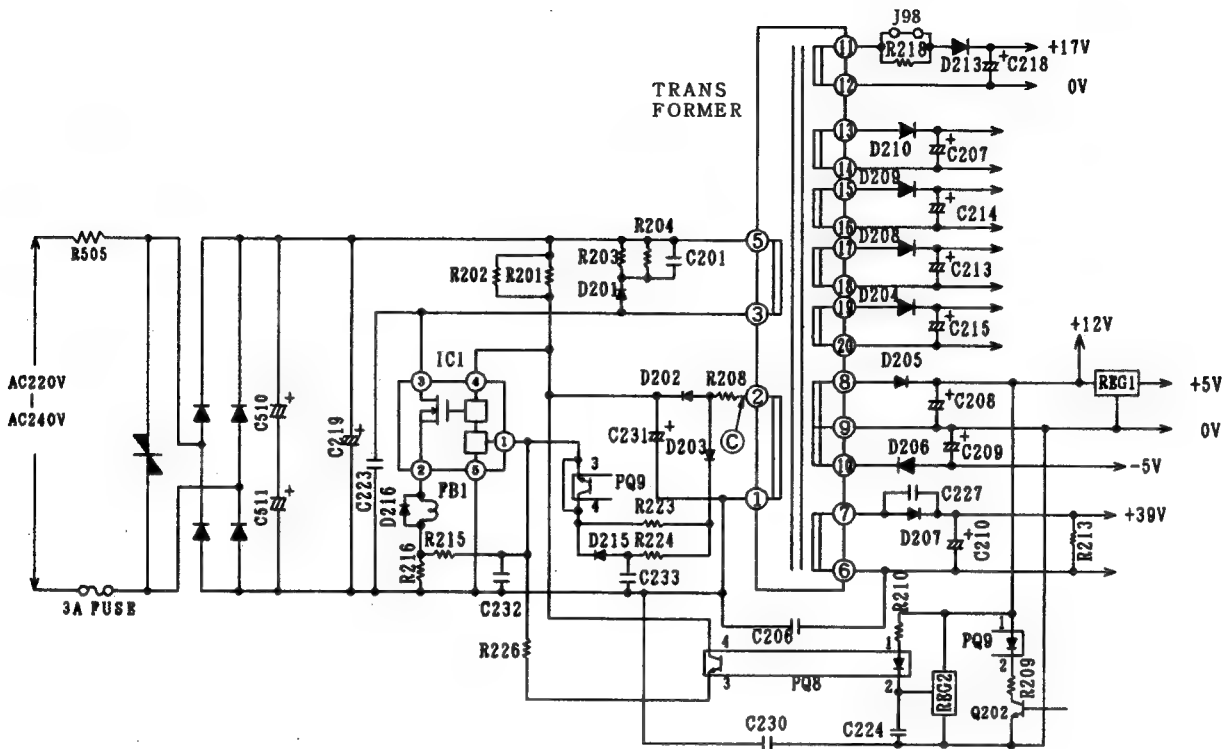 J98
R218
11
+17V
D213
+
C218
12
0V
TRANS
FORMER
13
+
D210
C207
14
D209
15
+
C214
16
D208
17
+
C213
18
D204
19
+
C215
20
R505
R204
R203
C201
R202
R201
D201
5
3
+12V
AC220V
AC240V
IC1
3
4
1
2
5
D202
R208
2
C231
+
D203
C
1
D205
8
REG1
+5V
+
C208
9
0V
D206
+
C209
10
-5V
C510
+
C511
+
C219
+
C223
D216
FB1
3
PQ9
4
R223
D215
R224
R215
R216
C232
C233
C227
7
+39V
D207
+
C210
R213
6
3A FUSE
C206
R210
R226
4
3
PQ8
1
2
REG2
PQ9
1
2
R209
Q202
C230
C224